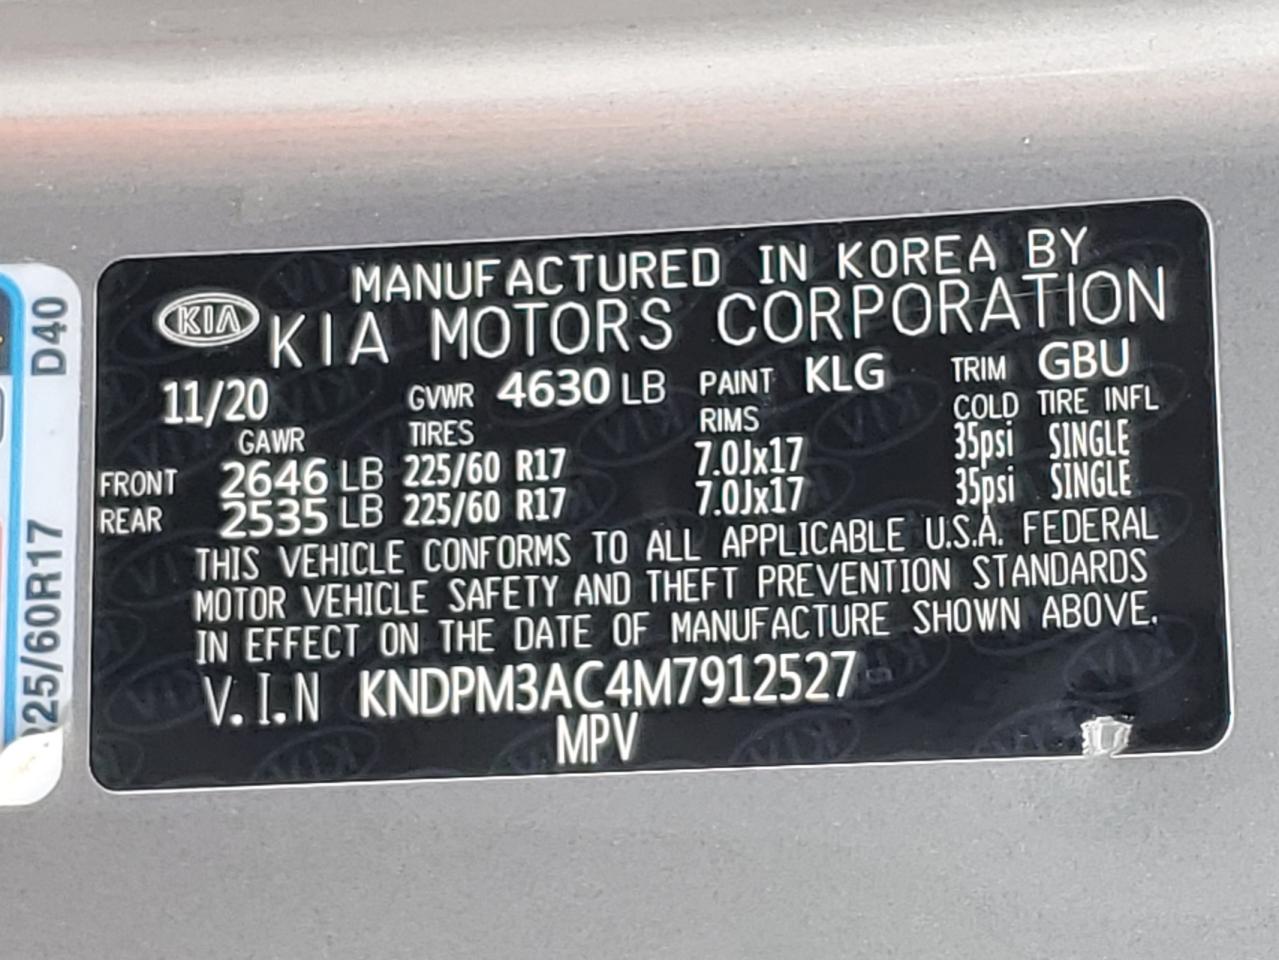 MANUFACTURED IN KOREA BY
KIA KIA MOTORS CORPORATION
11/20 GVWR 4630 LB PAINT KLG TRIM GBU
GAWR TIRES RIMS COLD TIRE INFL
FRONT 2646 LB 225/60 R17 7.0Jx17 35psi SINGLE
REAR 2535 LB 225/60 R17 7.0Jx17 35psi SINGLE
THIS VEHICLE CONFORMS TO ALL APPLICABLE U.S.A. FEDERAL
MOTOR VEHICLE SAFETY AND THEFT PREVENTION STANDARDS
IN EFFECT ON THE DATE OF MANUFACTURE SHOWN ABOVE.
V.I.N KNDPM3AC4M7912527
MPV
D40
225/60R17